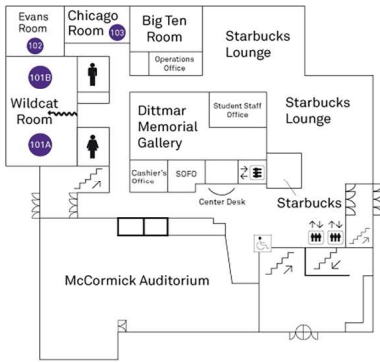 Evans
Room
102
Chicago
Room
103
Big Ten
Room
Operations
Office
Starbucks
Lounge
101B
Wildcat
Room
101A
Dittmar
Memorial
Gallery
Student Staff
Office
Starbucks
Lounge
Cashier's
Office
SOFO
Center Desk
Starbucks
McCormick Auditorium